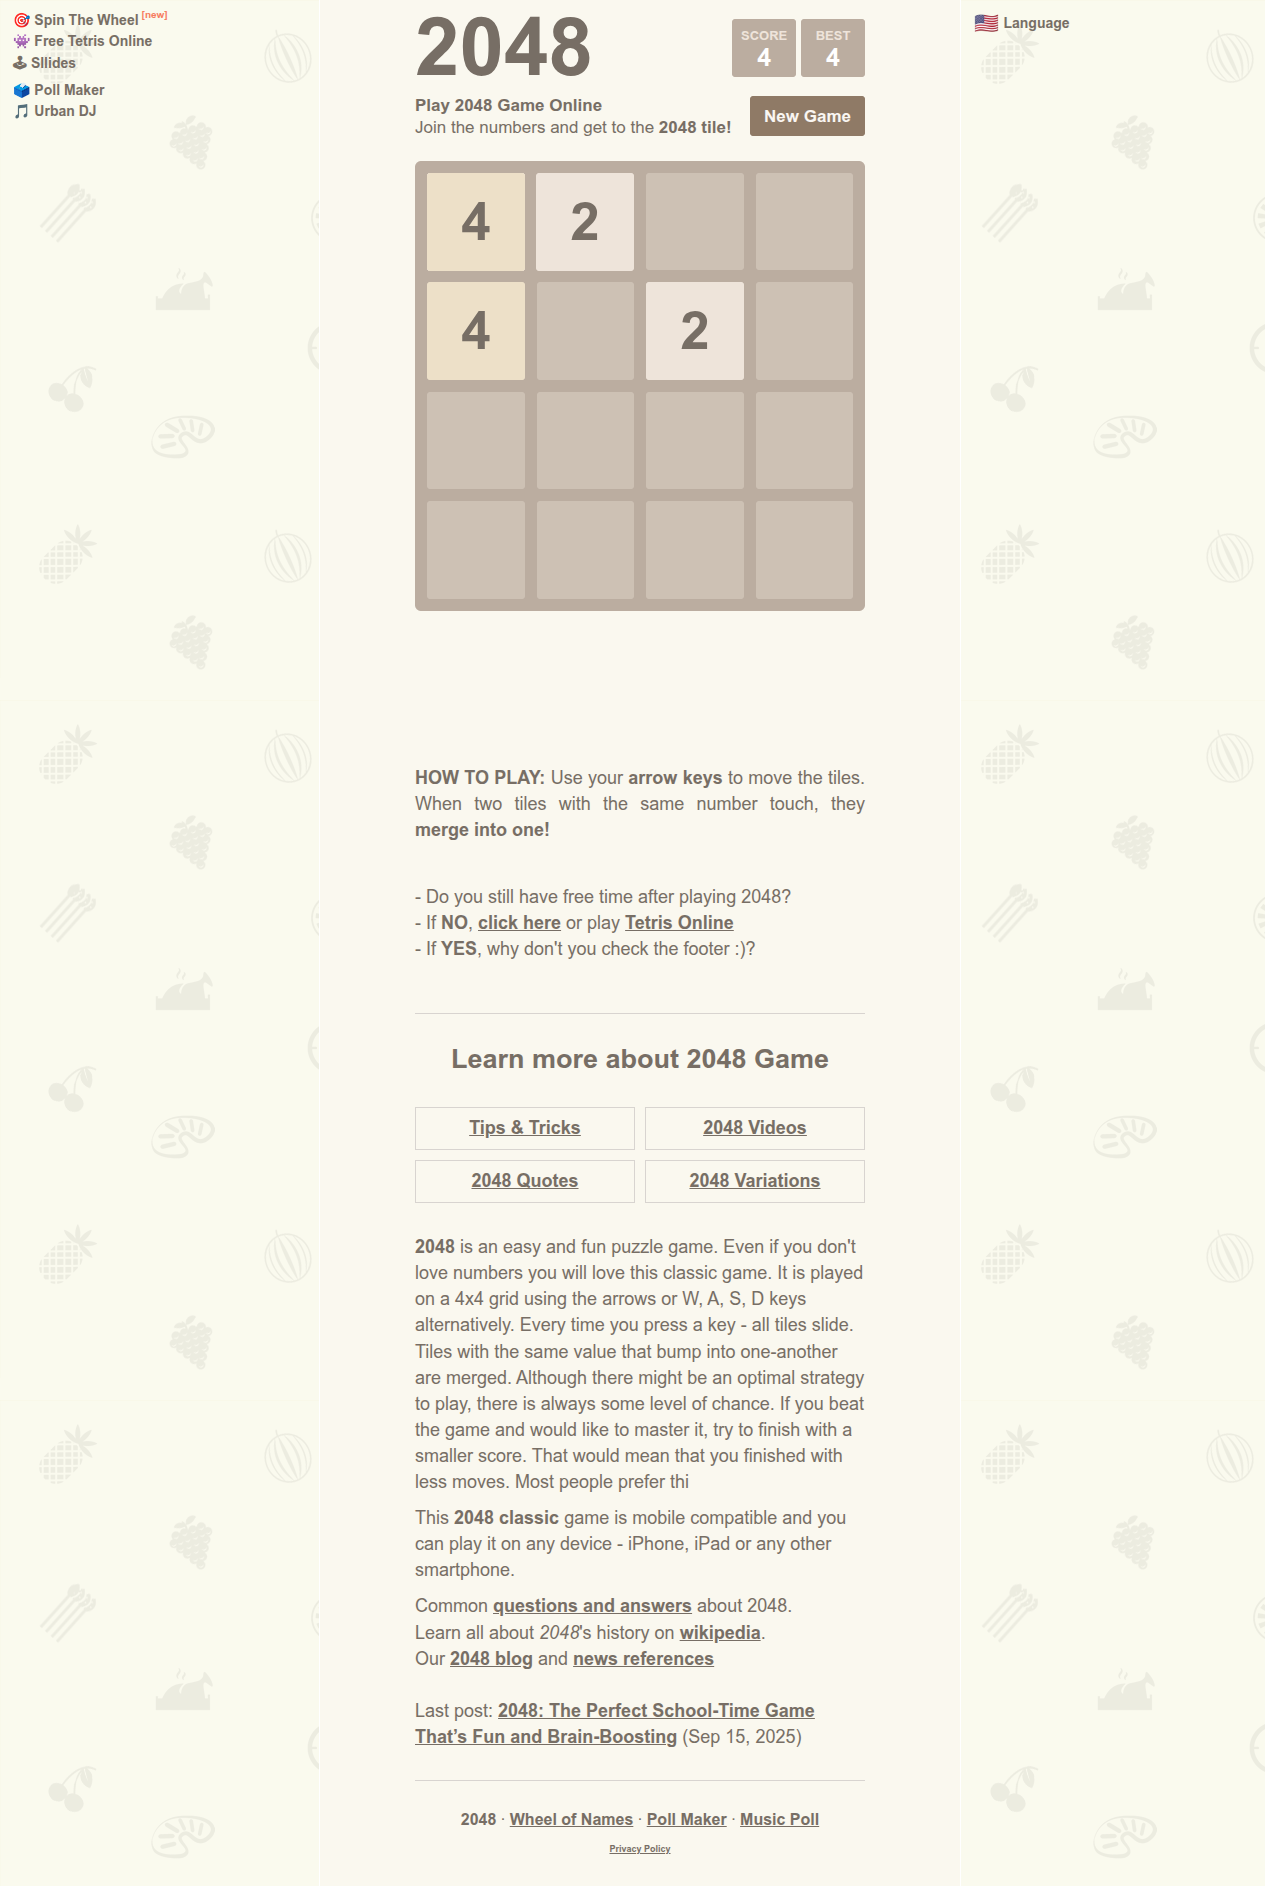 🎯 Spin The Wheel [new]
👾 Free Tetris Online
🕹 Sllides
🗳 Poll Maker
🎵 Urban DJ
2048
SCORE
4
BEST
4
🇺🇸 Language
Play 2048 Game Online
Join the numbers and get to the 2048 tile!
New Game
4 2
4 2
HOW TO PLAY: Use your arrow keys to move the tiles.
When two tiles with the same number touch, they
merge into one!
- Do you still have free time after playing 2048?
- If NO, click here or play Tetris Online
- If YES, why don't you check the footer :)?
Learn more about 2048 Game
Tips & Tricks
2048 Videos
2048 Quotes
2048 Variations
2048 is an easy and fun puzzle game. Even if you don't
love numbers you will love this classic game. It is played
on a 4x4 grid using the arrows or W, A, S, D keys
alternatively. Every time you press a key - all tiles slide.
Tiles with the same value that bump into one-another
are merged. Although there might be an optimal strategy
to play, there is always some level of chance. If you beat
the game and would like to master it, try to finish with a
smaller score. That would mean that you finished with
less moves. Most people prefer thi
This 2048 classic game is mobile compatible and you
can play it on any device - iPhone, iPad or any other
smartphone.
Common questions and answers about 2048.
Learn all about 2048's history on wikipedia.
Our 2048 blog and news references
Last post: 2048: The Perfect School-Time Game
That’s Fun and Brain-Boosting (Sep 15, 2025)
2048 · Wheel of Names · Poll Maker · Music Poll
Privacy Policy